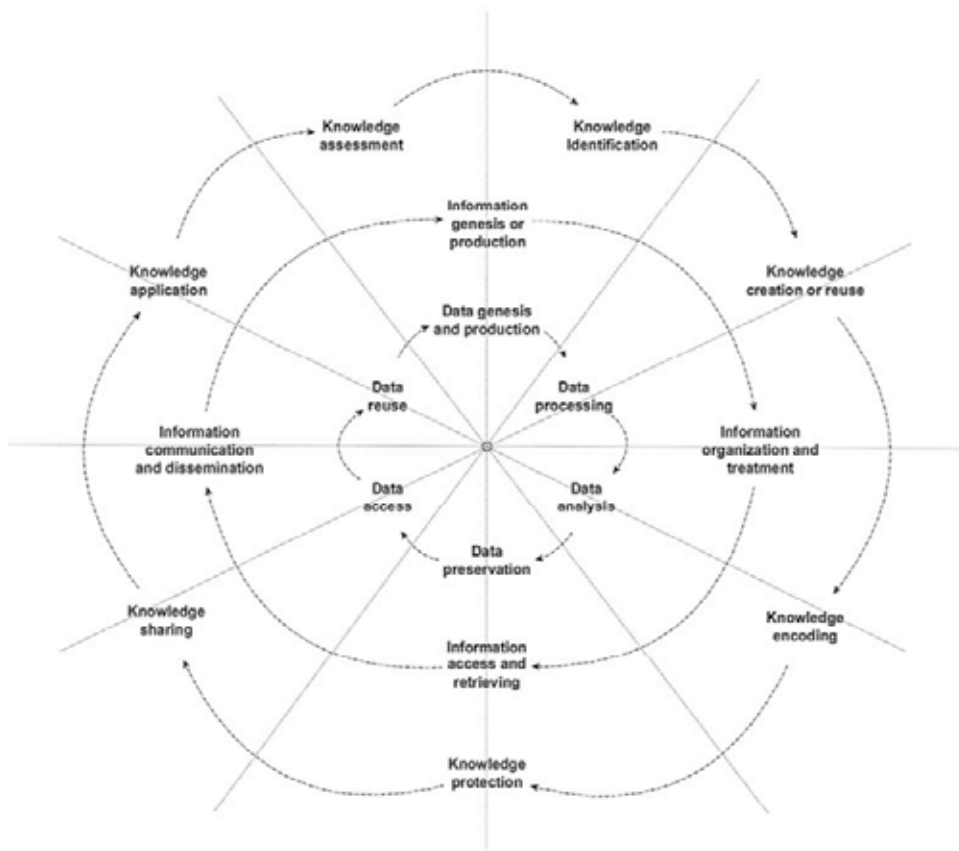 Knowledge
assessment
Knowledge
Identification
Information
genesis or
production
Knowledge
application
Knowledge
creation or reuse
Data genesis
and production
Data
reuse
Data
processing
Information
communication
and dissemination
Information
organization and
treatment
Data
access
Data
analysis
Data
preservation
Knowledge
sharing
Knowledge
encoding
Information
access and
retrieving
Knowledge
protection